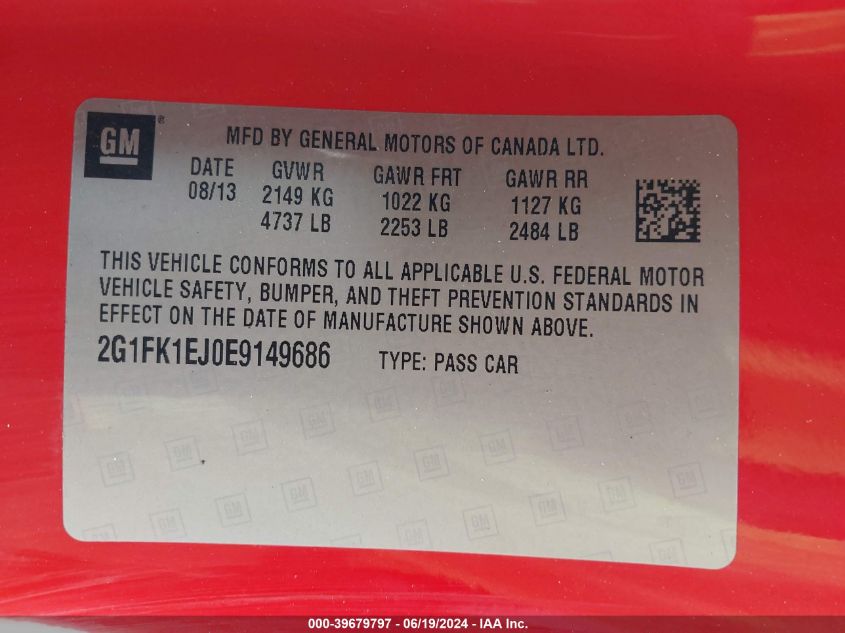 GM®
MFD BY GENERAL MOTORS OF CANADA LTD.
DATE GVWR GAWR FRT GAWR RR
08/13 2149 KG 1022 KG 1127 KG
4737 LB 2253 LB 2484 LB
THIS VEHICLE CONFORMS TO ALL APPLICABLE U.S. FEDERAL MOTOR
VEHICLE SAFETY, BUMPER, AND THEFT PREVENTION STANDARDS IN
EFFECT ON THE DATE OF MANUFACTURE SHOWN ABOVE.
2G1FK1EJ0E9149686 TYPE: PASS CAR
000-39679797 - 06/19/2024 - IAA Inc.